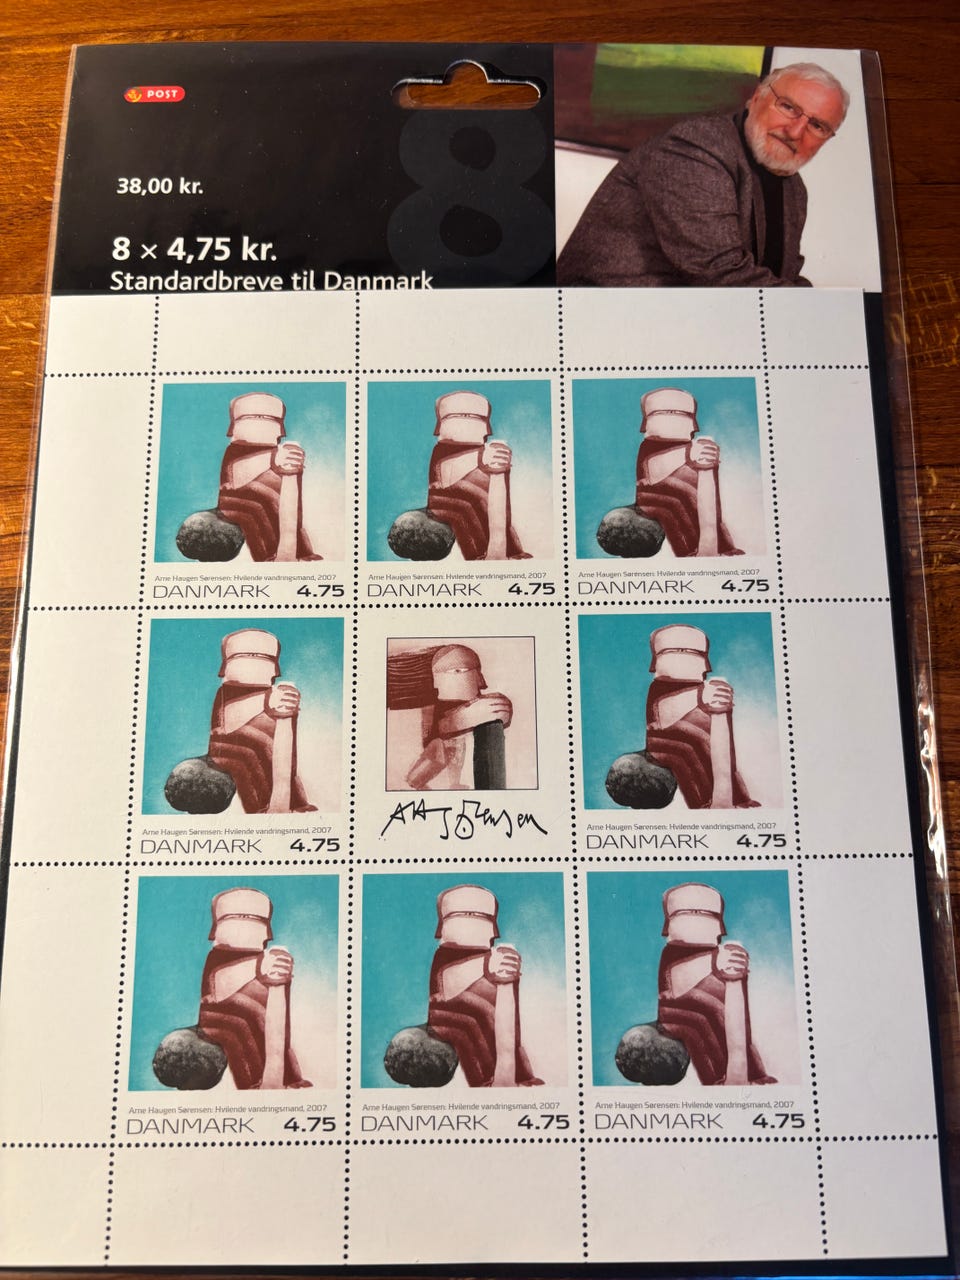 POST
8
38,00 kr.
8 × 4,75 kr.
Standardbreve til Danmark
Arne Haugen Sørensen: Hvilende vandringsmand, 2007
DANMARK 4.75
Arne Haugen Sørensen: Hvilende vandringsmand, 2007
DANMARK 4.75
Arne Haugen Sørensen: Hvilende vandringsmand, 2007
DANMARK 4.75
Arne Haugen Sørensen: Hvilende vandringsmand, 2007
DANMARK 4.75
AHSørensen
Arne Haugen Sørensen: Hvilende vandringsmand, 2007
DANMARK 4.75
Arne Haugen Sørensen: Hvilende vandringsmand, 2007
DANMARK 4.75
Arne Haugen Sørensen: Hvilende vandringsmand, 2007
DANMARK 4.75
Arne Haugen Sørensen: Hvilende vandringsmand, 2007
DANMARK 4.75